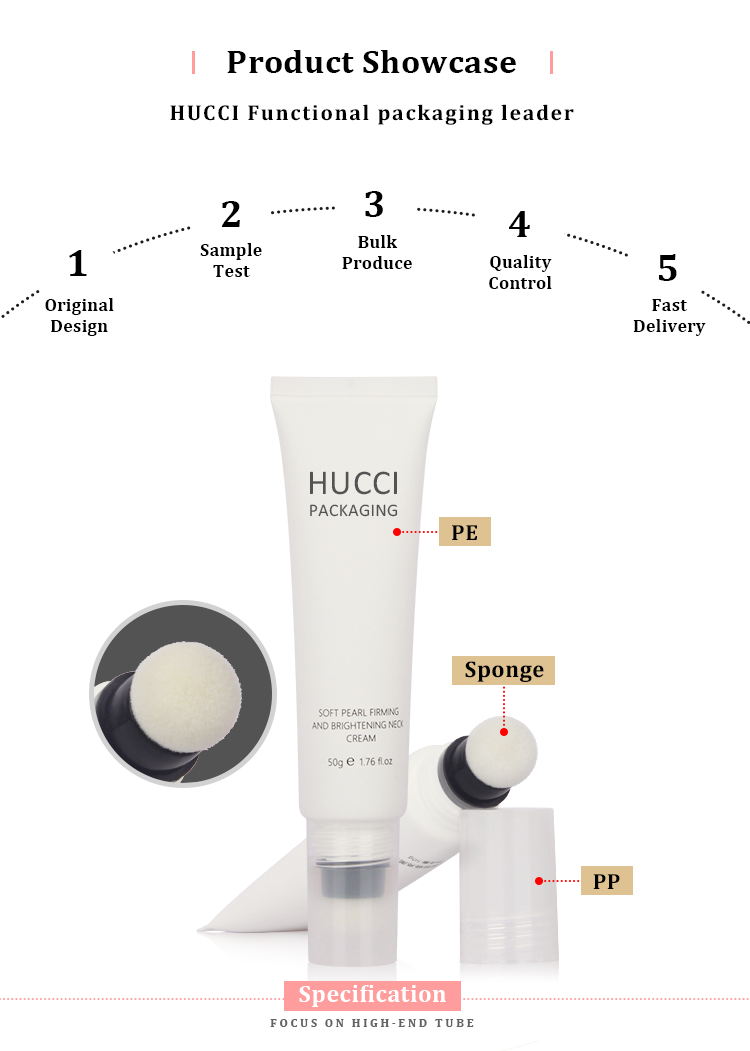 Product Showcase
HUCCI Functional packaging leader
1
Original
Design
2
Sample
Test
3
Bulk
Produce
4
Quality
Control
5
Fast
Delivery
HUCCI
PACKAGING
PE
Sponge
SOFT PEARL FIRMING
AND BRIGHTENING NECK
CREAM
50g e 1.76 fl.oz
PP
Specification
FOCUS ON HIGH-END TUBE